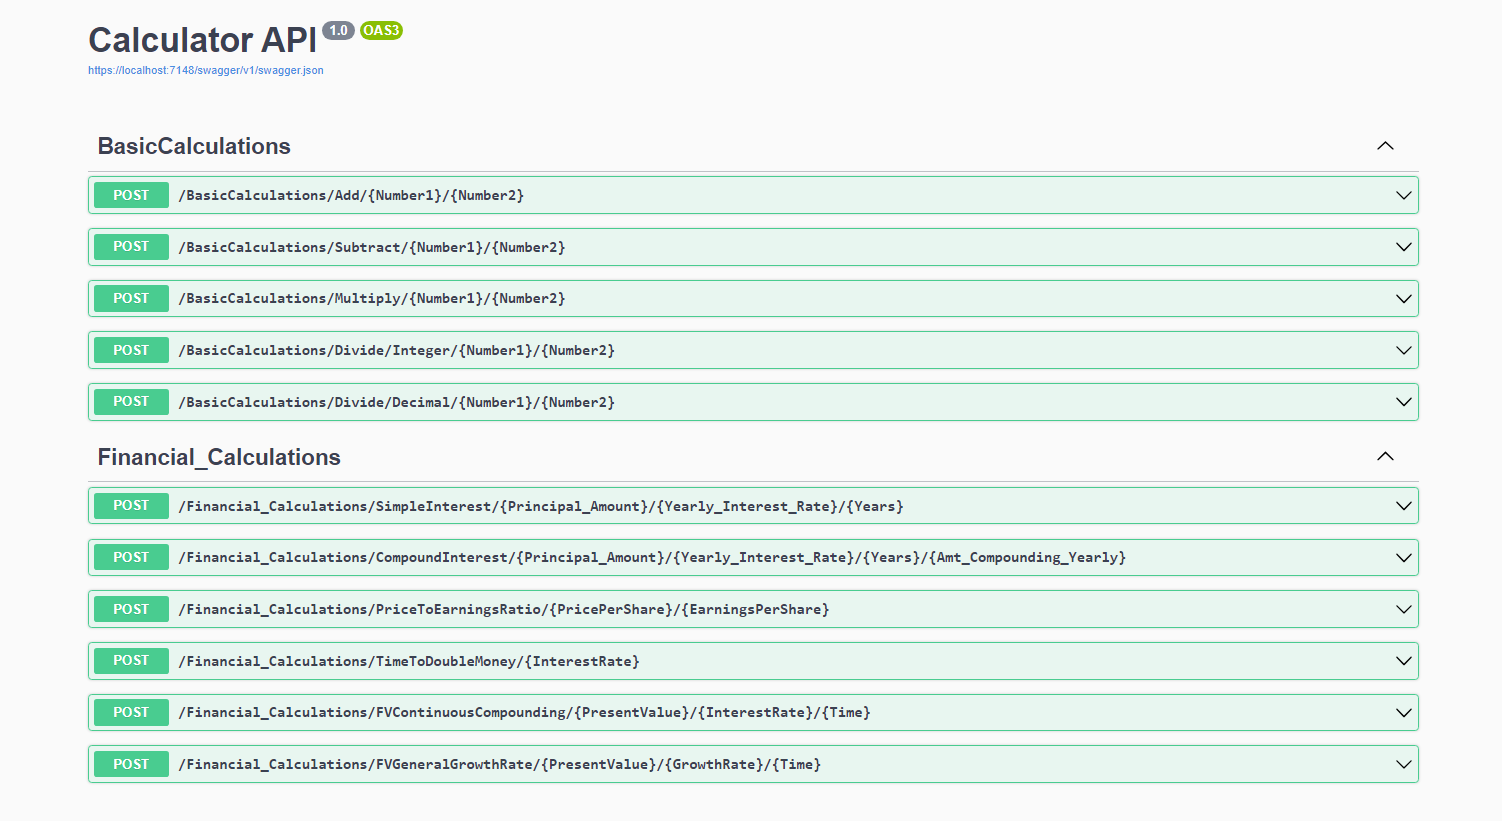 Calculator API 1.0 OAS3
https://localhost:7148/swagger/v1/swagger.json
BasicCalculations
POST /BasicCalculations/Add/{Number1}/{Number2}
POST /BasicCalculations/Subtract/{Number1}/{Number2}
POST /BasicCalculations/Multiply/{Number1}/{Number2}
POST /BasicCalculations/Divide/Integer/{Number1}/{Number2}
POST /BasicCalculations/Divide/Decimal/{Number1}/{Number2}
Financial_Calculations
POST /Financial_Calculations/SimpleInterest/{Principal_Amount}/{Yearly_Interest_Rate}/{Years}
POST /Financial_Calculations/CompoundInterest/{Principal_Amount}/{Yearly_Interest_Rate}/{Years}/{Amt_Compounding_Yearly}
POST /Financial_Calculations/PriceToEarningsRatio/{PricePerShare}/{EarningsPerShare}
POST /Financial_Calculations/TimeToDoubleMoney/{InterestRate}
POST /Financial_Calculations/FVContinuousCompounding/{PresentValue}/{InterestRate}/{Time}
POST /Financial_Calculations/FVGeneralGrowthRate/{PresentValue}/{GrowthRate}/{Time}